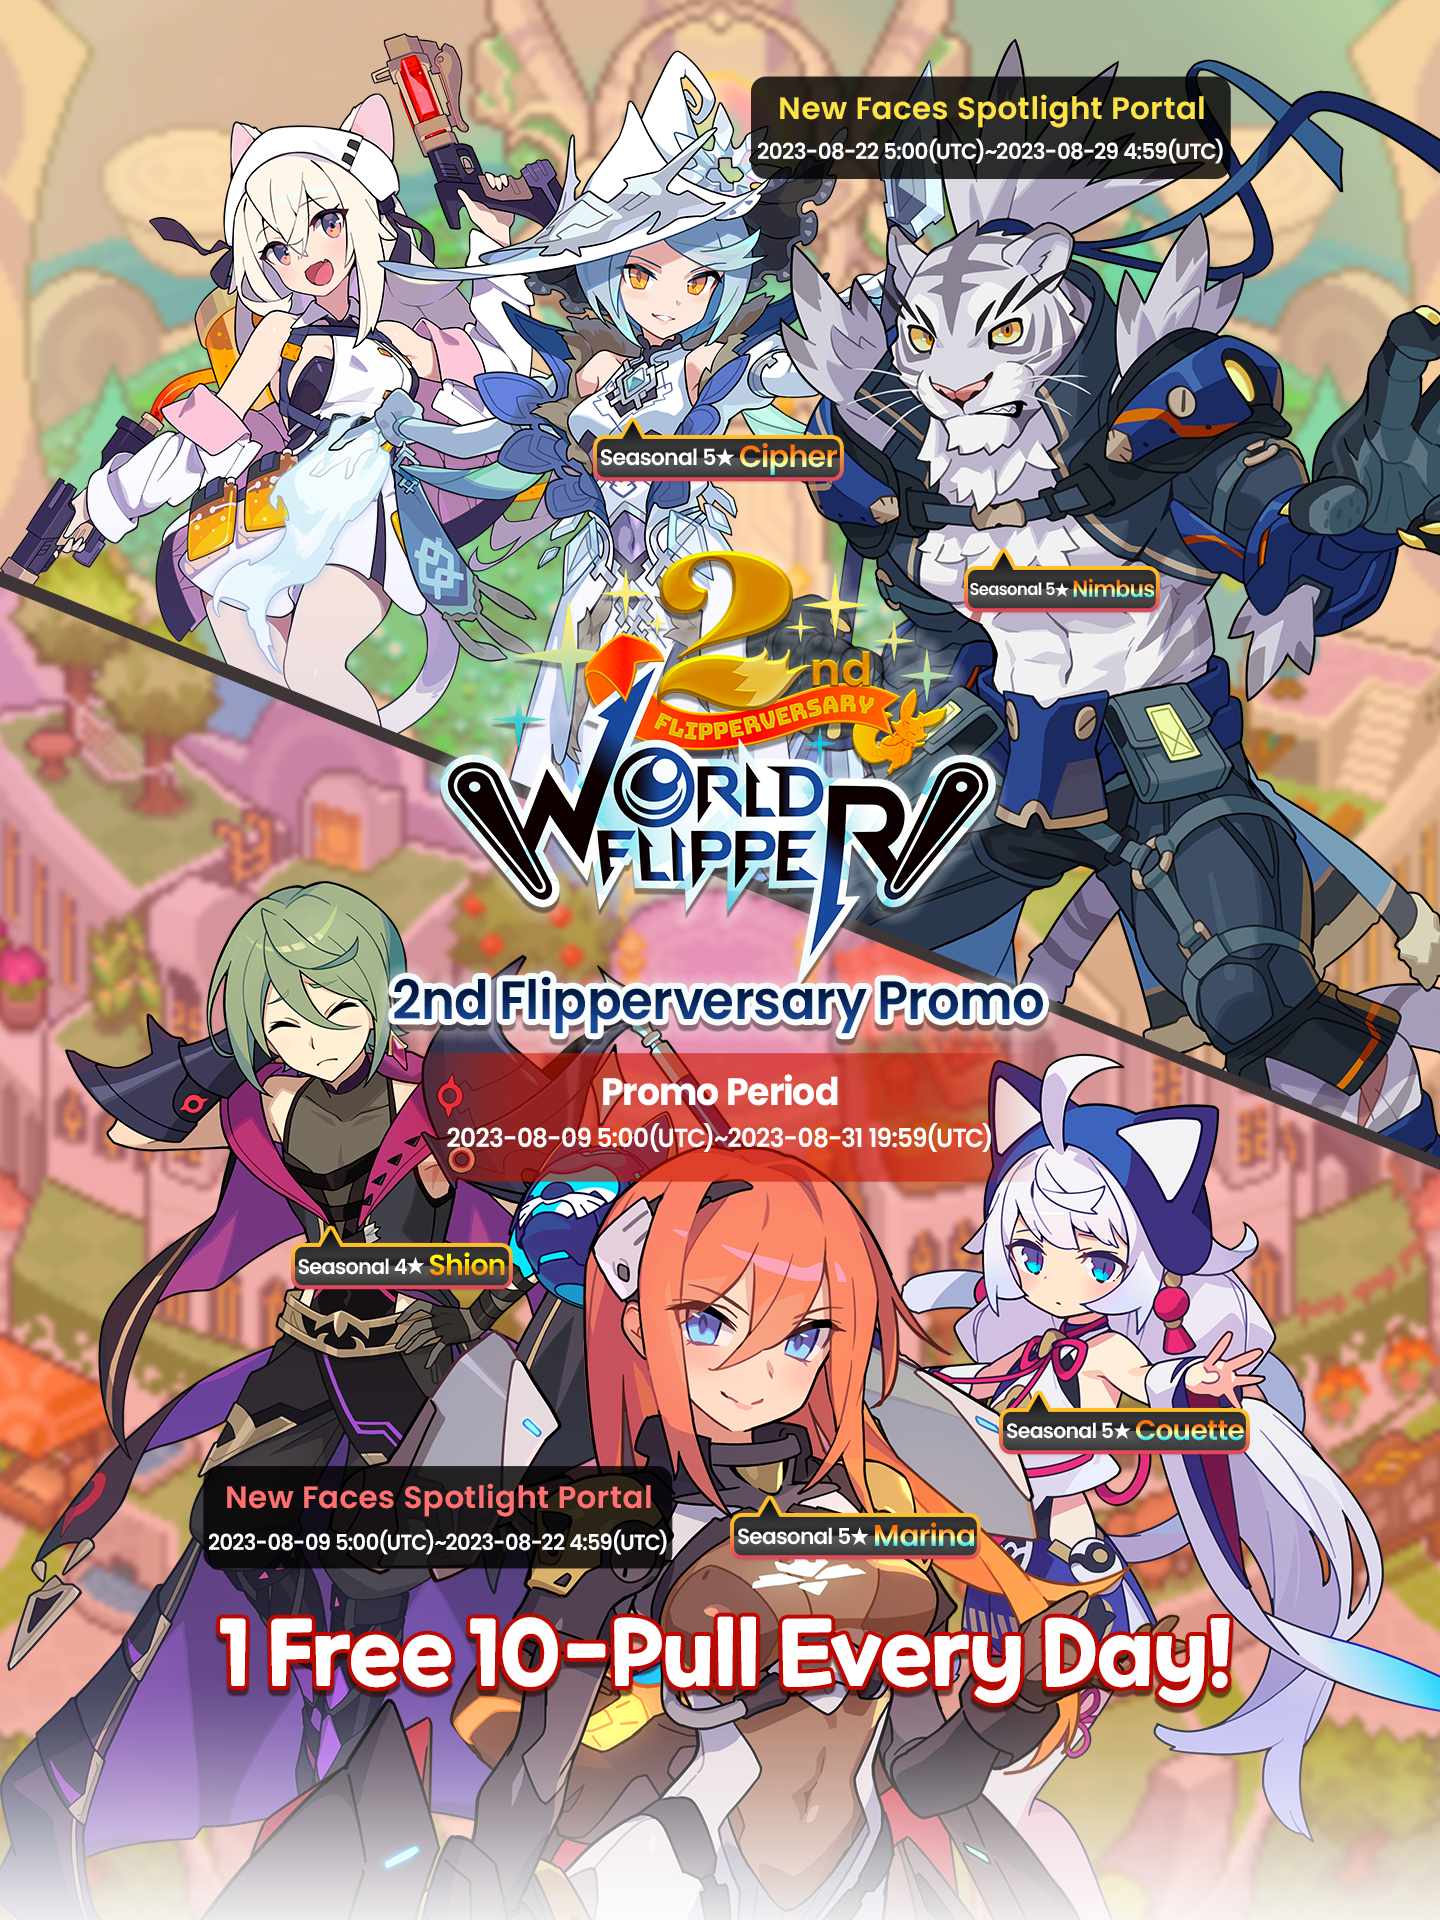 New Faces Spotlight Portal
2023-08-22 5:00(UTC)~2023-08-29 4:59(UTC)
Seasonal 5★ Cipher
Seasonal 5★ Nimbus
2nd
FLIPPERVERSARY
WORLD
FLIPPER
2nd Flipperversary Promo
Promo Period
2023-08-09 5:00(UTC)~2023-08-31 19:59(UTC)
Seasonal 4★ Shion
Seasonal 5★ Couette
New Faces Spotlight Portal
2023-08-09 5:00(UTC)~2023-08-22 4:59(UTC)
Seasonal 5★ Marina
1 Free 10-Pull Every Day!